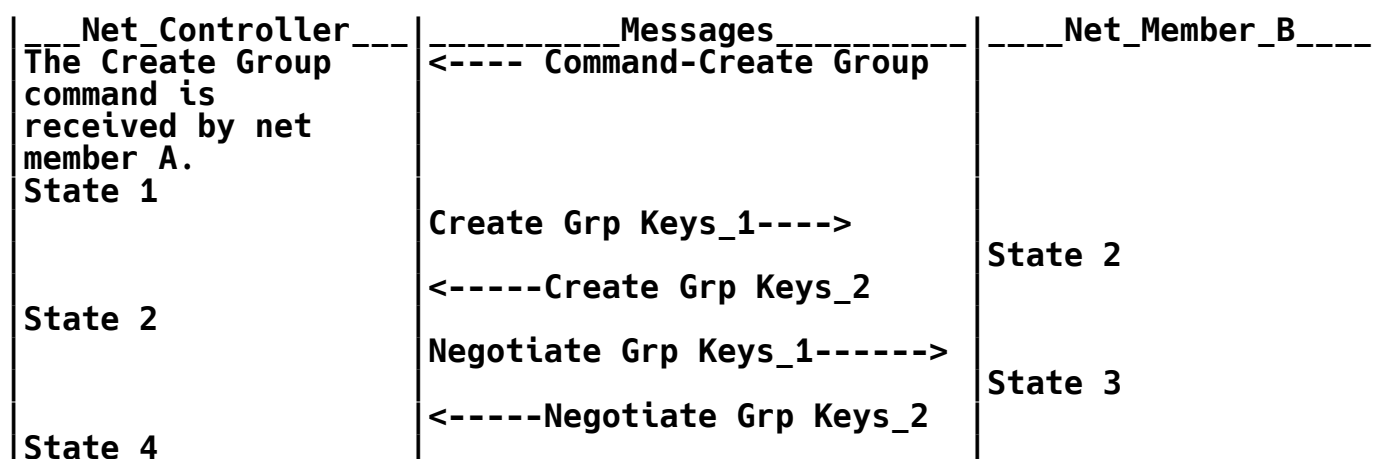 |___Net_Controller___|__________Messages__________|____Net_Member_B____
|The Create Group    |<---- Command-Create Group  |
|command is          |                            |
|received by net     |                            |
|member A.           |                            |
|State 1             |                            |
|                    |Create Grp Keys_1---->      |
|                    |                            |State 2
|                    |<-----Create Grp Keys_2     |
|State 2             |                            |
|                    |Negotiate Grp Keys_1------> |
|                    |                            |State 3
|                    |<-----Negotiate Grp Keys_2  |
|State 4             |                            |